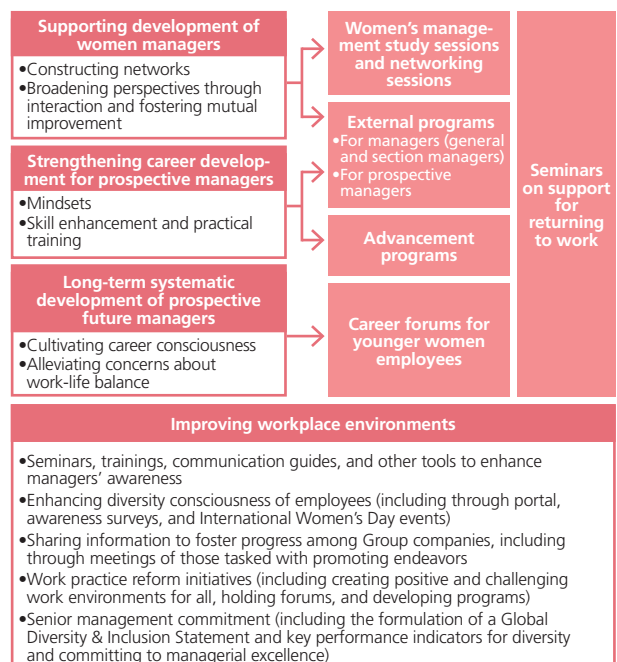 Supporting development of
women managers
•Constructing networks
•Broadening perspectives through
interaction and fostering mutual
improvement
Strengthening career develop-
ment for prospective managers
•Mindsets
•Skill enhancement and practical
training
Long-term systematic
development of prospective
future managers
•Cultivating career consciousness
•Alleviating concerns about
work-life balance
Women's manage-
ment study sessions
and networking
sessions
External programs
•For managers (general
and section managers)
•For prospective
managers
Advancement
programs
Career forums for
younger women
employees
Seminars
on support
for
returning
to work
Improving workplace environments
•Seminars, trainings, communication guides, and other tools to enhance
managers' awareness
•Enhancing diversity consciousness of employees (including through portal,
awareness surveys, and International Women's Day events)
•Sharing information to foster progress among Group companies, including
through meetings of those tasked with promoting endeavors
•Work practice reform initiatives (including creating positive and challenging
work environments for all, holding forums, and developing programs)
•Senior management commitment (including the formulation of a Global
Diversity & Inclusion Statement and key performance indicators for diversity
and committing to managerial excellence)